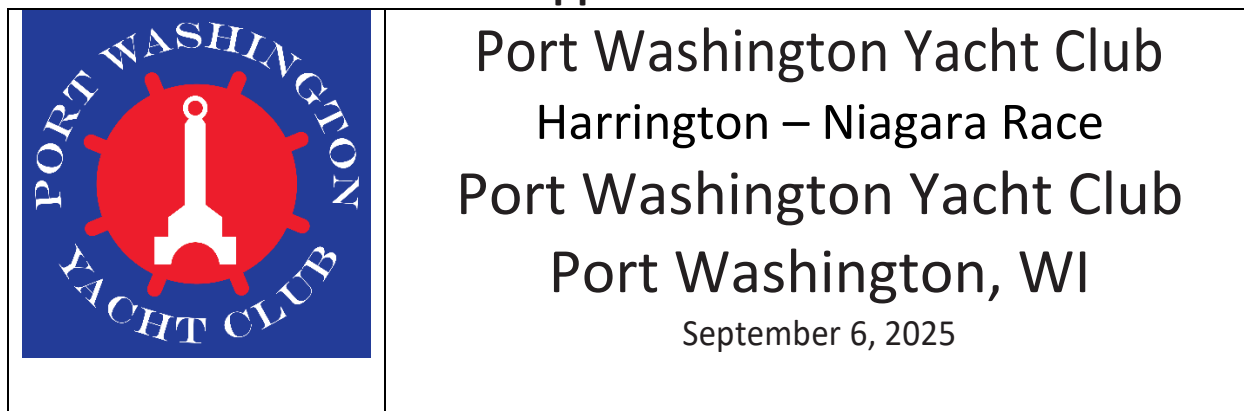 PORT WASHINGTON
YACHT CLUB
Port Washington Yacht Club
Harrington – Niagara Race
Port Washington Yacht Club
Port Washington, WI
September 6, 2025